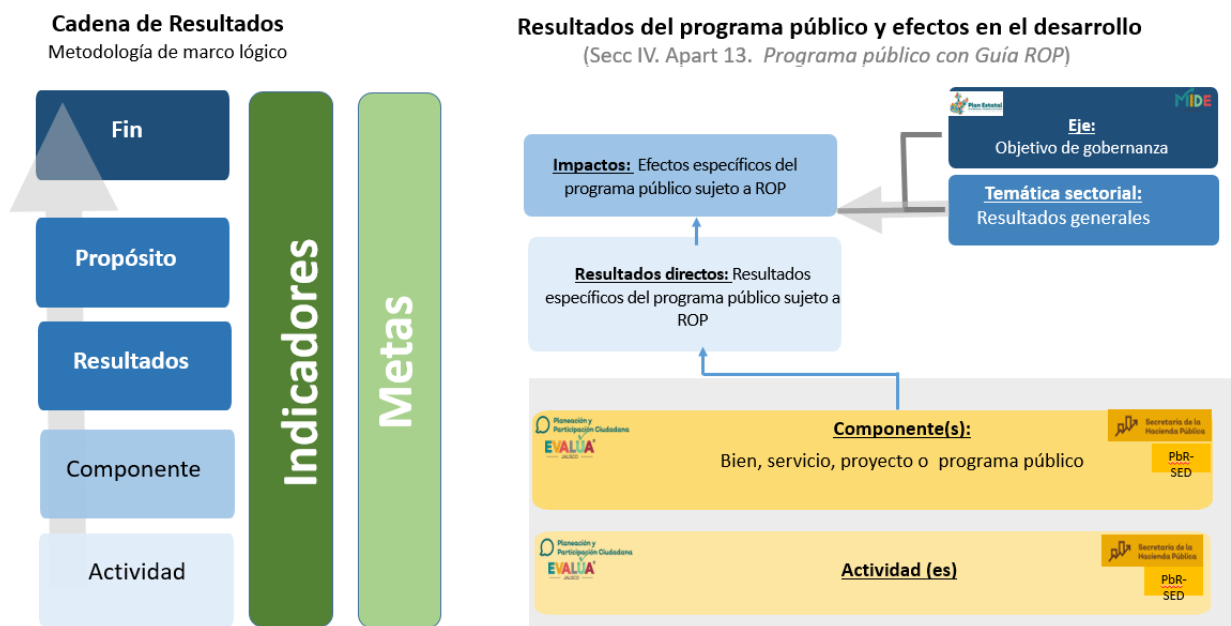 Cadena de Resultados
Metodología de marco lógico
Fin
Propósito
Resultados
Componente
Actividad
Indicadores
Metas
Resultados del programa público y efectos en el desarrollo
(Secc IV. Apart 13. Programa público con Guía ROP)
Plan Estatal
MIDE
Eje:
Objetivo de gobernanza
Temática sectorial:
Resultados generales
Impactos: Efectos específicos del
programa público sujeto a ROP
Resultados directos: Resultados
específicos del programa público sujeto a
ROP
Planeación y
Participación Ciudadana
EVALÚA
JALISCO
Componente(s):
Bien, servicio, proyecto o programa público
Secretaría de la
Hacienda Pública
PbR-
SED
Planeación y
Participación Ciudadana
EVALÚA
JALISCO
Actividad (es)
Secretaría de la
Hacienda Pública
PbR-
SED